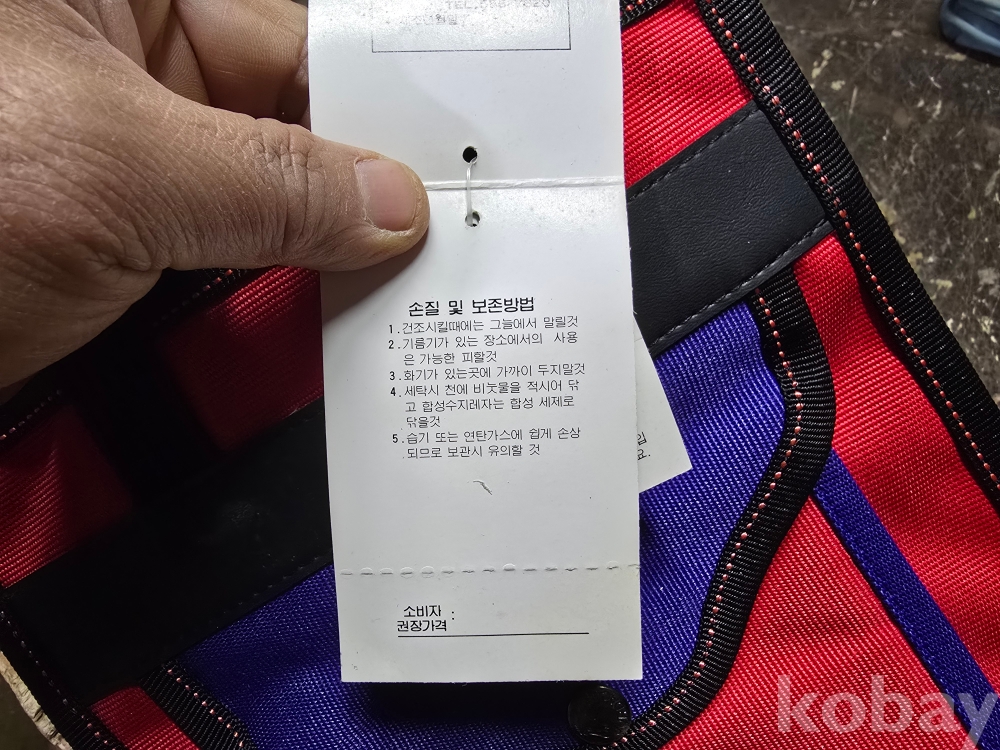 손질 및 보존방법
1.건조시킬때에는 그늘에서 말릴것
2.기름기가 있는 장소에서의 사용
은 가능한 피할것
3.화기가 있는곳에 가까이 두지말것
4.세탁시 천에 비눗물을 적시어 닦
고 합성수지레자는 합성 세제로
닦을것
5.습기 또는 연탄가스에 쉽게 손상
되므로 보관시 유의할 것
입
요.
소비자 :
권장가격
kobay